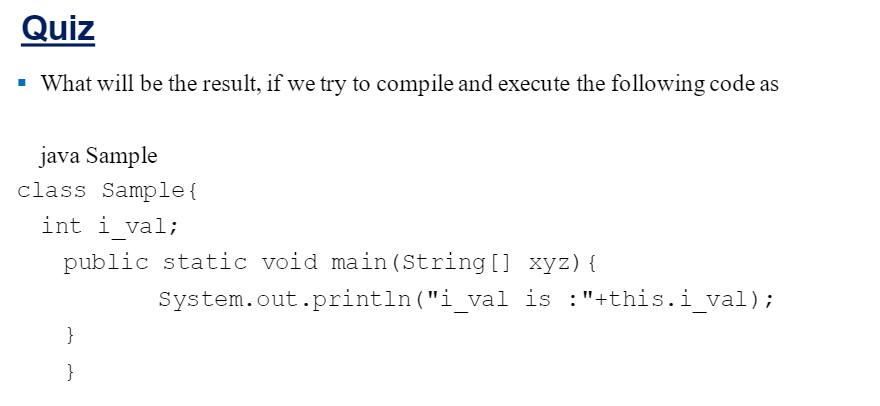 Quiz
▪ What will be the result, if we try to compile and execute the following code as
java Sample
class Sample{
int i_val;
public static void main(String[] xyz){
System.out.println("i_val is :"+this.i_val);
}
}